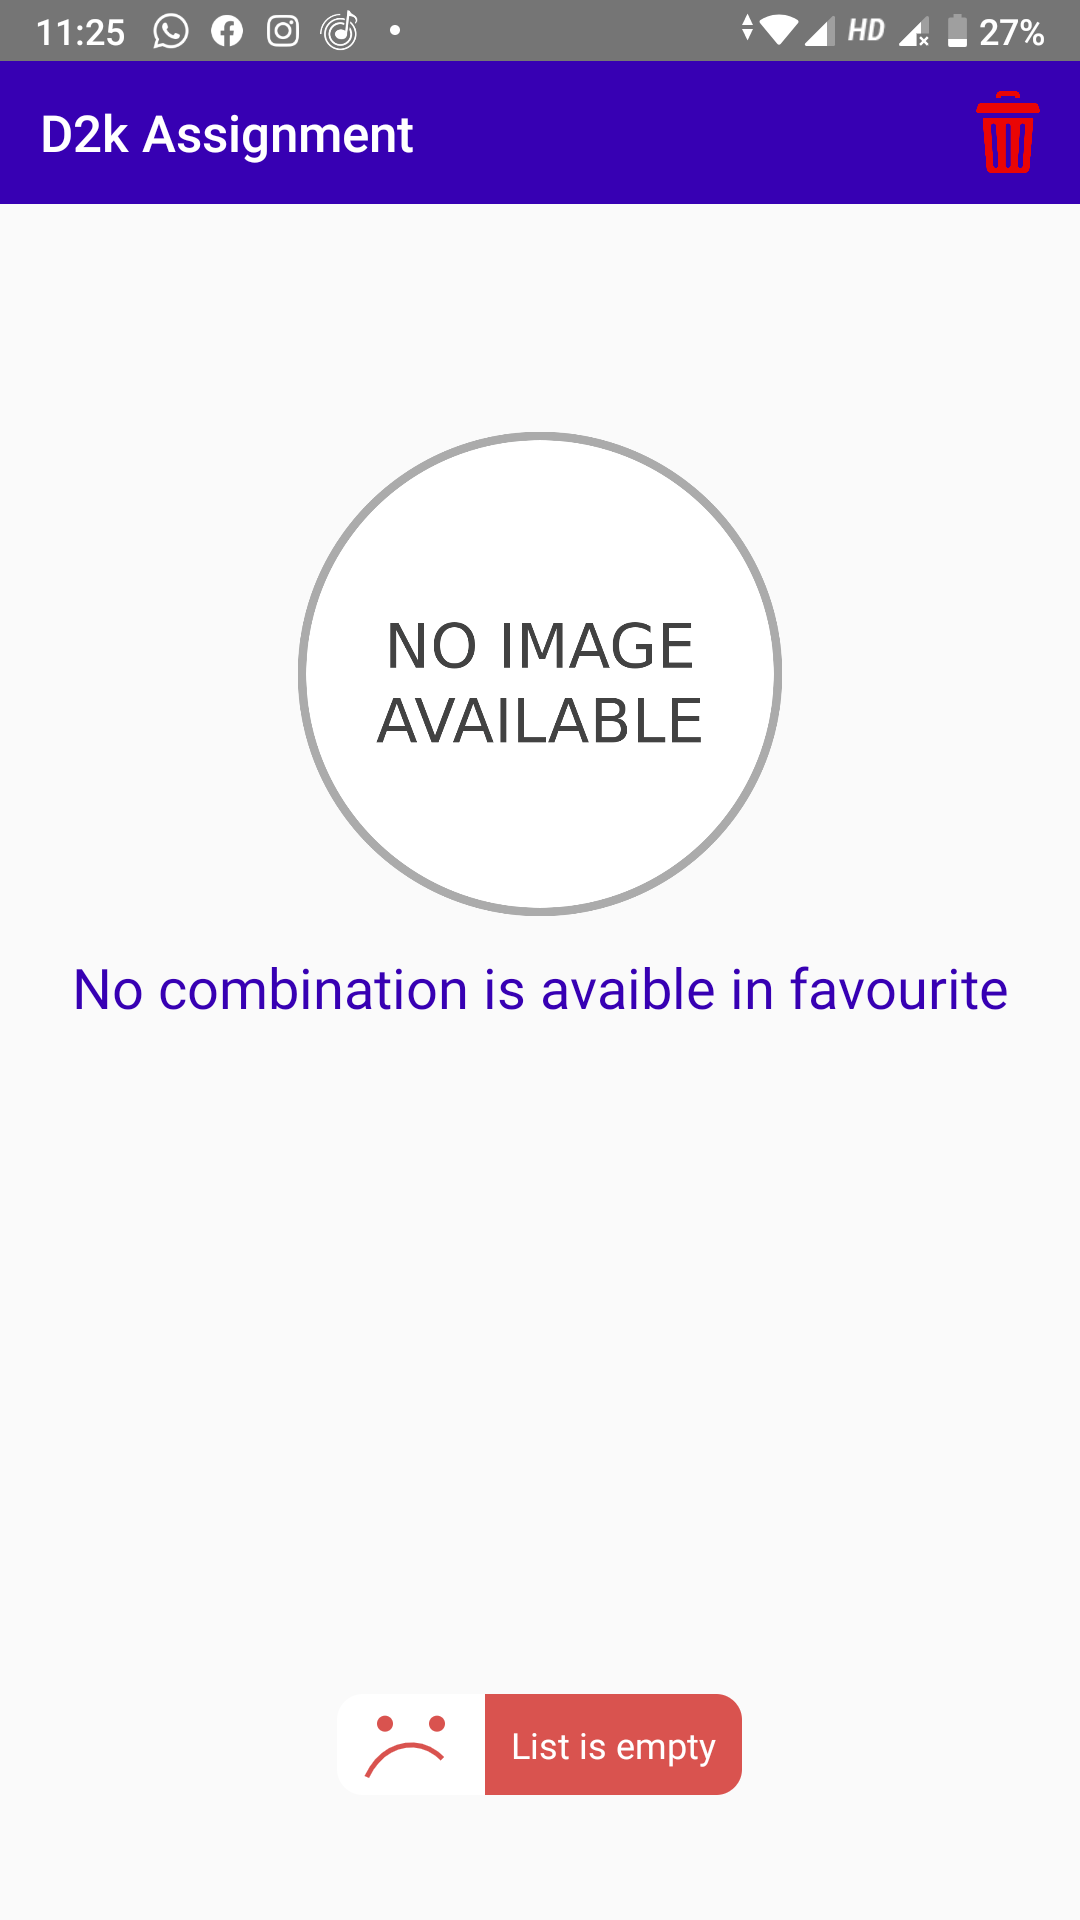 11:25 HD 27%
D2k Assignment
NO IMAGE
AVAILABLE
No combination is avaible in favourite
List is empty